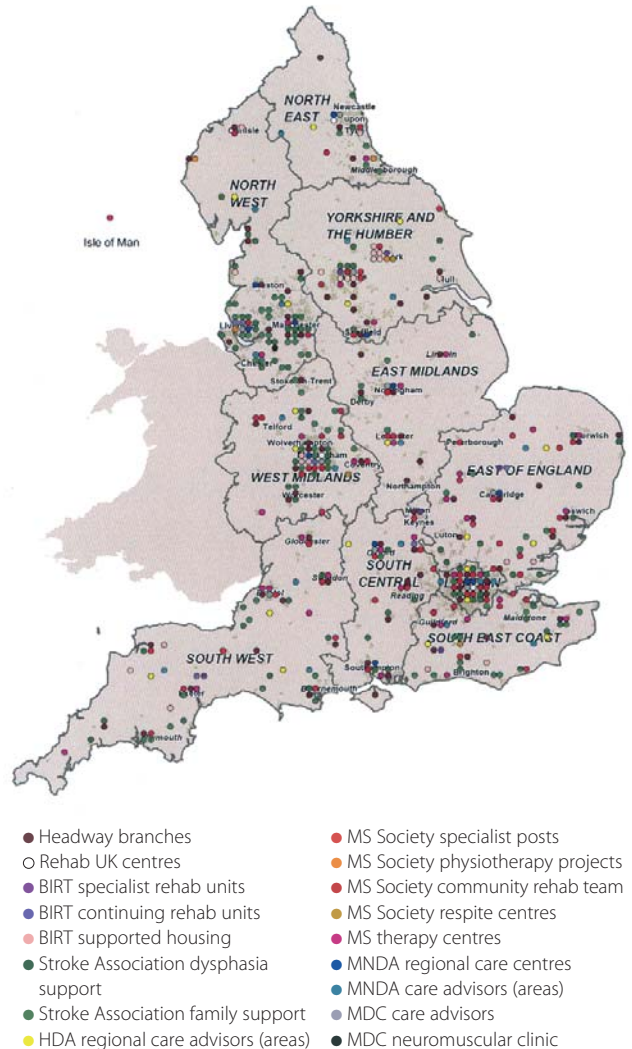 NORTH
EAST
Newcastle
upon
Tyne
Carlisle
Middlesbrough
NORTH
WEST
YORKSHIRE AND
THE HUMBER
Isle of Man
York
Hull
Preston
Liverpool
Manchester
Sheffield
Chester
Lincoln
EAST MIDLANDS
Stoke-on-Trent
Nottingham
Derby
Telford
Leicester
Peterborough
Norwich
Wolverhampton
Birmingham
Coventry
EAST OF ENGLAND
WEST MIDLANDS
Northampton
Cambridge
Worcester
Milton
Keynes
Ipswich
Luton
Gloucester
Oxford
SOUTH
CENTRAL
LONDON
Swindon
Reading
Bristol
Guildford
Maidstone
SOUTH EAST COAST
SOUTH WEST
Southampton
Brighton
Exeter
Bournemouth
Plymouth
Headway branches
Rehab UK centres
BIRT specialist rehab units
BIRT continuing rehab units
BIRT supported housing
Stroke Association dysphasia
support
Stroke Association family support
HDA regional care advisors (areas)
MS Society specialist posts
MS Society physiotherapy projects
MS Society community rehab team
MS Society respite centres
MS therapy centres
MNDA regional care centres
MNDA care advisors (areas)
MDC care advisors
MDC neuromuscular clinic